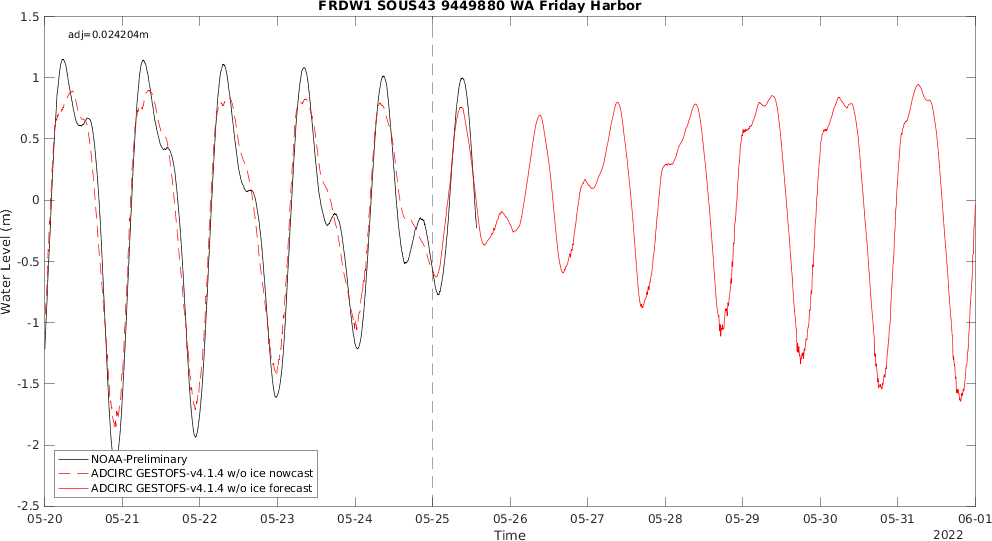 FRDW1 SOUS43 9449880 WA Friday Harbor
adj=0.024204m
1.5
1
0.5
0
-0.5
-1
-1.5
-2
-2.5
Water Level (m)
NOAA-Preliminary
ADCIRC GESTOFS-v4.1.4 w/o ice nowcast
ADCIRC GESTOFS-v4.1.4 w/o ice forecast
05-20 05-21 05-22 05-23 05-24 05-25 05-26 05-27 05-28 05-29 05-30 05-31 06-01
Time
2022